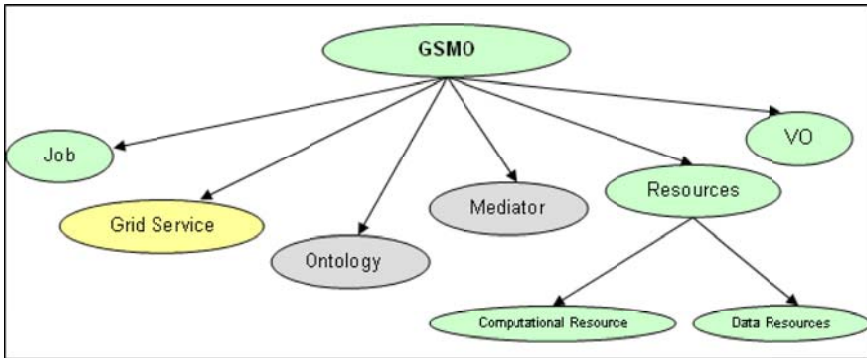 GSMO
VO
Job
Resources
Mediator
Grid Service
Ontology
Computational Resource
Data Resources